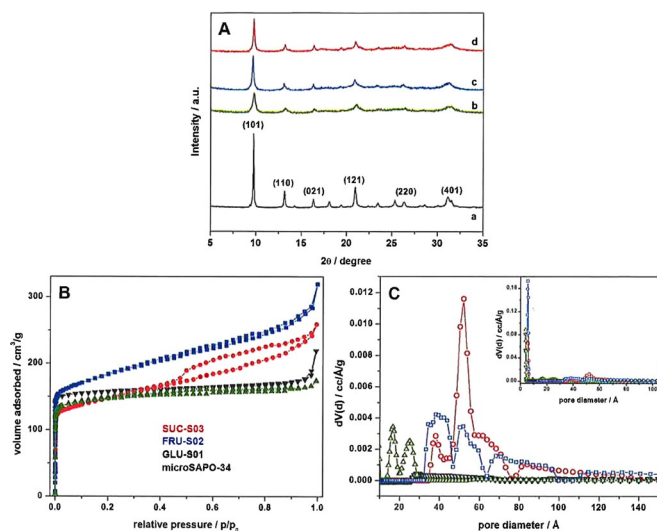 A
d
c
b
a
(101)
(110)
(021)
(121)
(220)
(401)
Intensity / a.u.
5
10
15
20
25
30
35
2θ / degree
B
300
200
100
0
volume adsorbed / cm³/g
SUC-S03
FRU-S02
GLU-S01
microSAPO-34
0.0
0.2
0.4
0.6
0.8
1.0
relative pressure / p/p₀
C
0.012
0.010
0.008
0.006
0.004
0.002
0.000
dV(d) / cc/Å/g
20
40
60
80
100
120
140
pore diameter / Å
0.16
0.12
0.08
0.04
0.00
dV(d) / cc/Å/g
0
20
40
60
80
100
pore diameter / Å